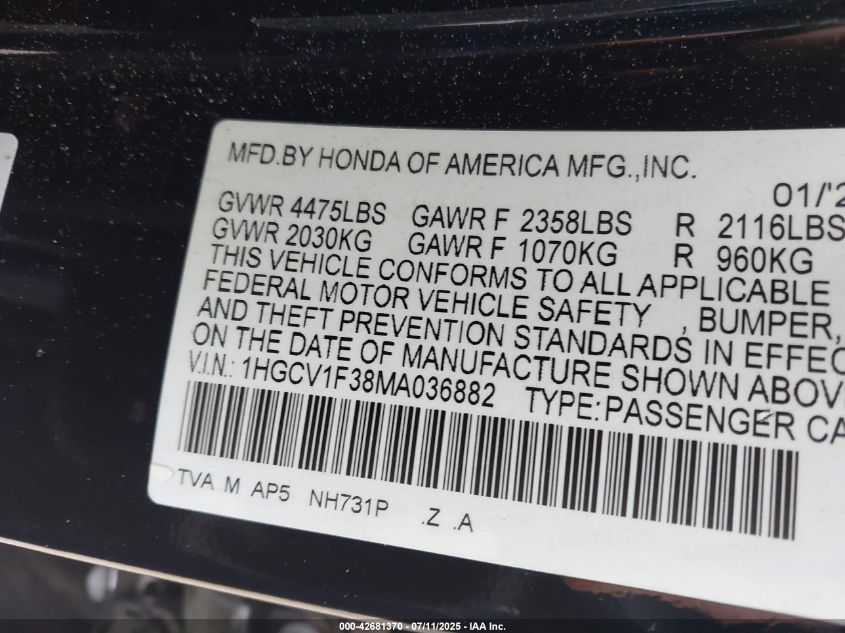 MFD.BY HONDA OF AMERICA MFG.,INC.
01/'2
GVWR 4475LBS GAWR F 2358LBS R 2116LBS
GVWR 2030KG GAWR F 1070KG R 960KG
THIS VEHICLE CONFORMS TO ALL APPLICABLE
FEDERAL MOTOR VEHICLE SAFETY , BUMPER,
AND THEFT PREVENTION STANDARDS IN EFFEC
ON THE DATE OF MANUFACTURE SHOWN ABOV
V.I.N.: 1HGCV1F38MA036882 TYPE:PASSENGER CA
TVA M AP5 NH731P .Z .A
000-42681370 / 07/11/2025 - IAA Inc.